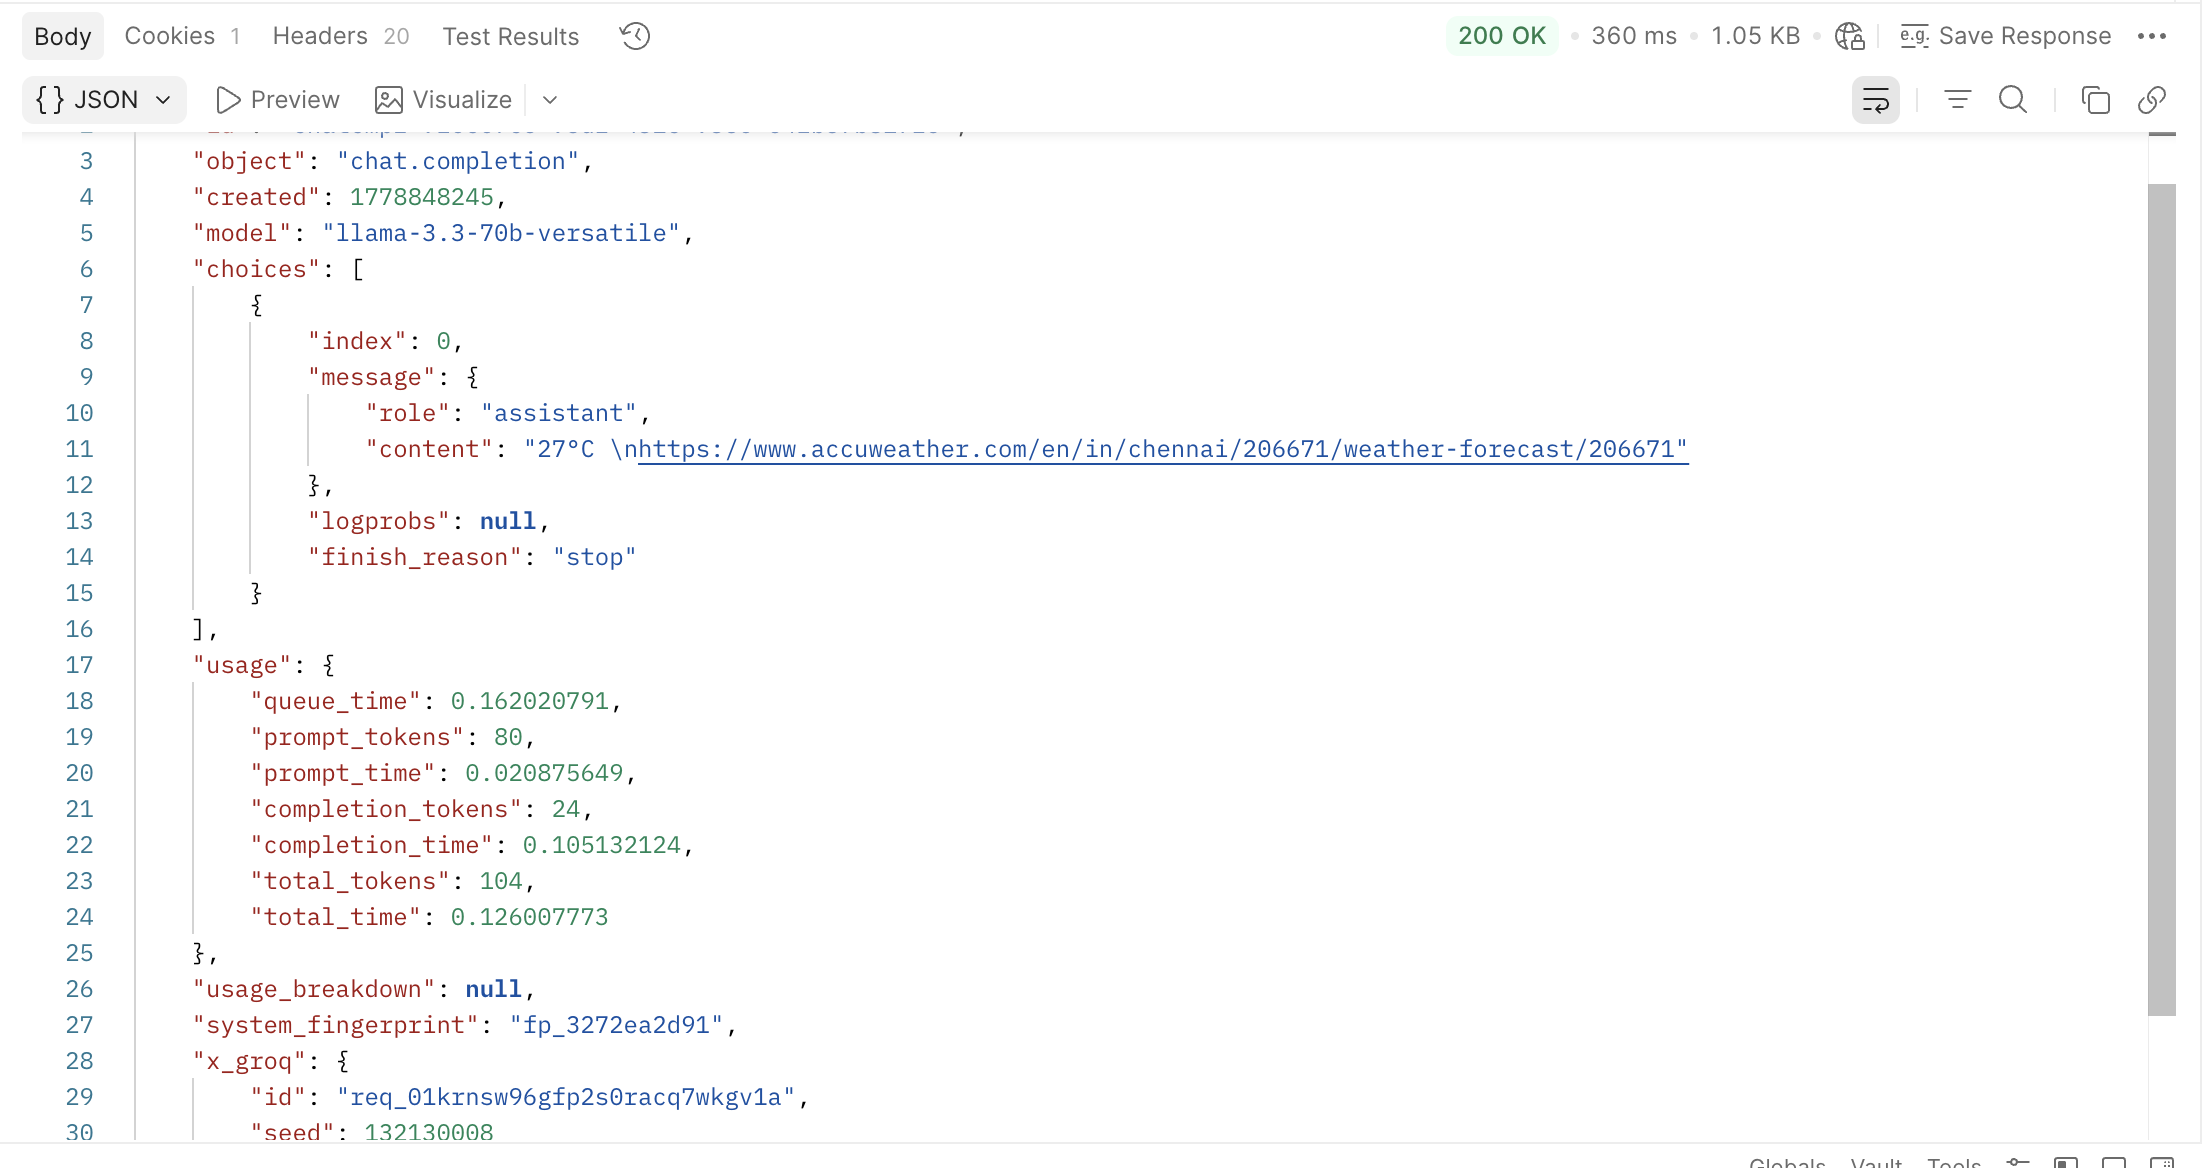 Body Cookies 1 Headers 20 Test Results 200 OK • 360 ms • 1.05 KB • e.g. Save Response •••
{} JSON Preview Visualize
3 "object": "chat.completion",
4 "created": 1778848245,
5 "model": "llama-3.3-70b-versatile",
6 "choices": [
7 {
8 "index": 0,
9 "message": {
10 "role": "assistant",
11 "content": "27°C \nhttps://www.accuweather.com/en/in/chennai/206671/weather-forecast/206671"
12 },
13 "logprobs": null,
14 "finish_reason": "stop"
15 }
16 ],
17 "usage": {
18 "queue_time": 0.162020791,
19 "prompt_tokens": 80,
20 "prompt_time": 0.020875649,
21 "completion_tokens": 24,
22 "completion_time": 0.105132124,
23 "total_tokens": 104,
24 "total_time": 0.126007773
25 },
26 "usage_breakdown": null,
27 "system_fingerprint": "fp_3272ea2d91",
28 "x_groq": {
29 "id": "req_01krnsw96gfp2s0racq7wkgv1a",
30 "seed": 132130008
Globals Vault Tools